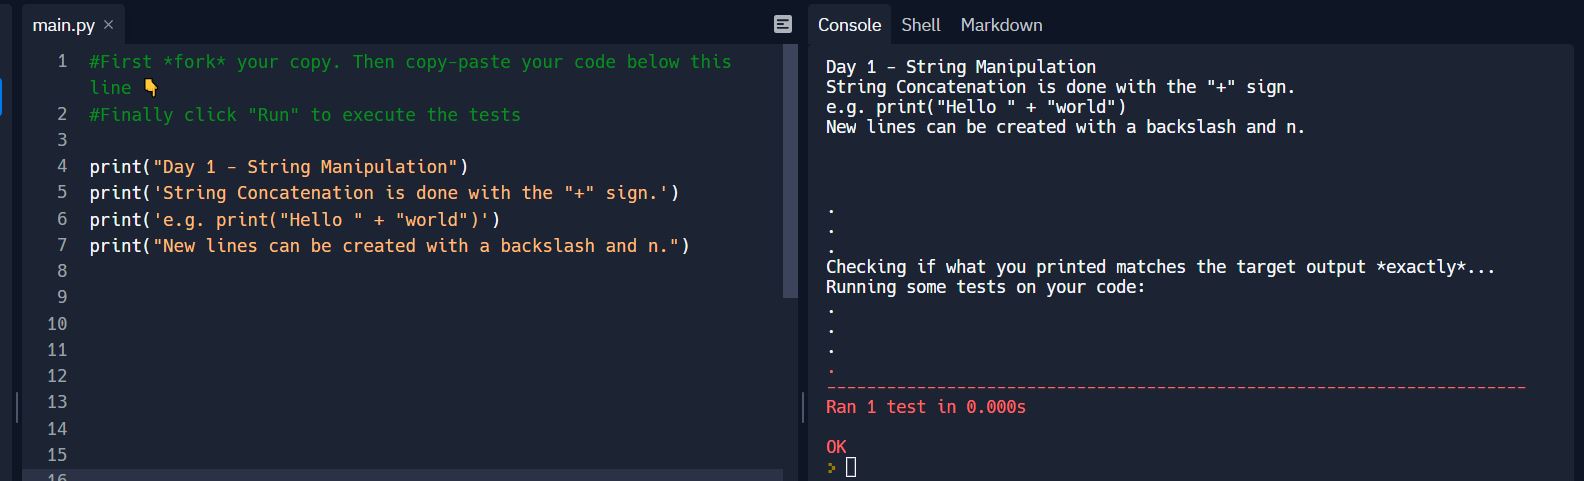 main.py ×
1 #First *fork* your copy. Then copy-paste your code below this
line 👇
2 #Finally click "Run" to execute the tests
3
4 print("Day 1 - String Manipulation")
5 print('String Concatenation is done with the "+" sign.')
6 print('e.g. print("Hello " + "world")')
7 print("New lines can be created with a backslash and n.")
8
9
10
11
12
13
14
15
16
Console Shell Markdown
Day 1 - String Manipulation
String Concatenation is done with the "+" sign.
e.g. print("Hello " + "world")
New lines can be created with a backslash and n.
.
.
.
Checking if what you printed matches the target output *exactly*...
Running some tests on your code:
.
.
.
.
----------------------------------------------------------------------
Ran 1 test in 0.000s
OK
>